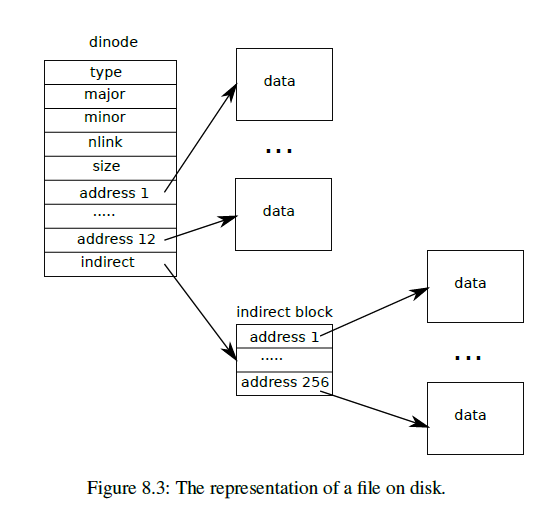 dinode
type
major
minor
nlink
size
address 1
.....
address 12
indirect
data
...
data
indirect block
address 1
.....
address 256
data
...
data
Figure 8.3: The representation of a file on disk.